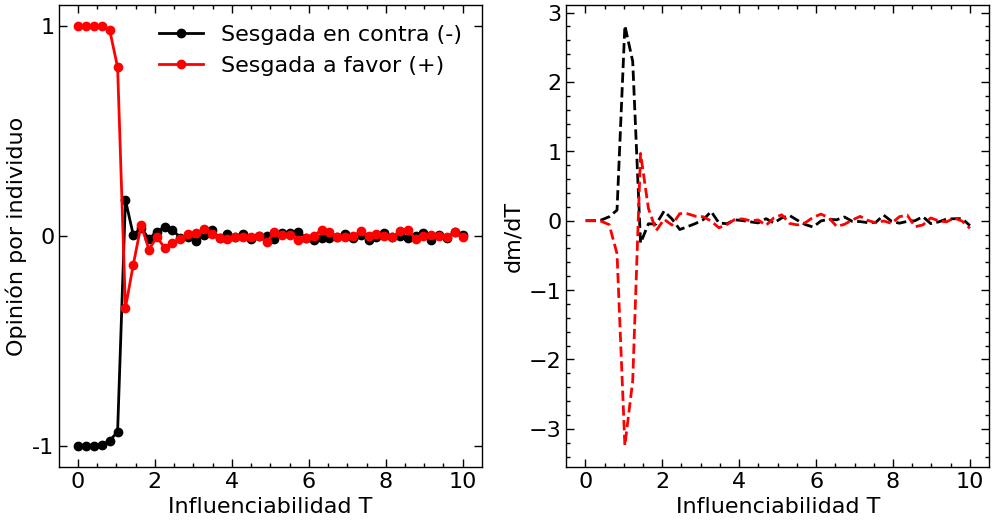 Sesgada en contra (-)
Sesgada a favor (+)
Opinión por individuo
1
0
-1
0 2 4 6 8 10
Influenciabilidad T
dm/dT
3
2
1
0
−1
−2
−3
0 2 4 6 8 10
Influenciabilidad T